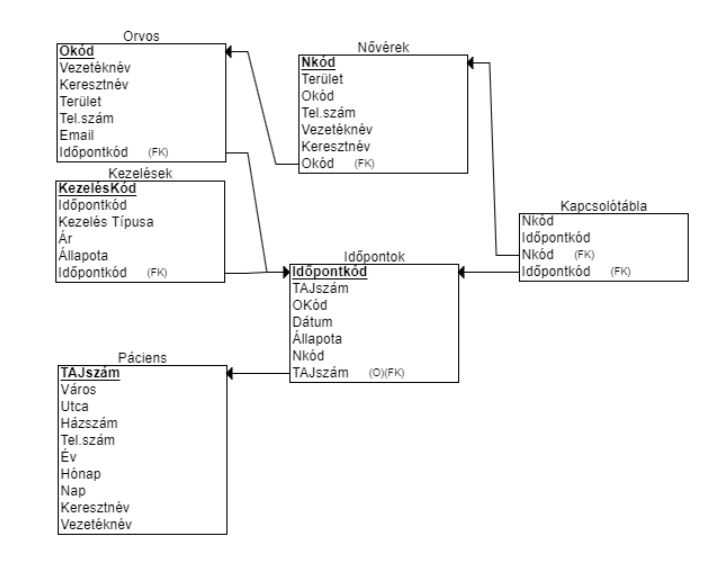 Orvos
Okód
Vezetéknév
Keresztnév
Terület
Tel.szám
Email
Időpontkód (FK)
Nővérek
Nkód
Terület
Okód
Tel.szám
Vezetéknév
Keresztnév
Okód (FK)
Kezelések
KezelésKód
Időpontkód
Kezelés Típusa
Ár
Állapota
Időpontkód (FK)
Kapcsolótábla
Nkód
Időpontkód
Nkód (FK)
Időpontkód (FK)
Időpontok
Időpontkód
TAJszám
OKód
Dátum
Állapota
Nkód
TAJszám (O)(FK)
Páciens
TAJszám
Város
Utca
Házszám
Tel.szám
Év
Hónap
Nap
Keresztnév
Vezetéknév